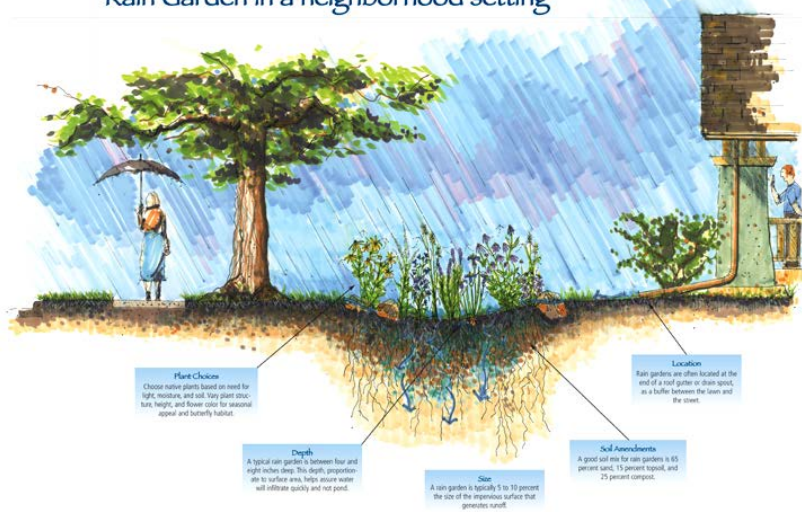 Rain Garden in a neighborhood setting
Plant Choices
Choose native plants based on need for
light, moisture, and soil. Vary plant struc-
ture, height, and flower color for seasonal
appeal and butterfly habitat.
Location
Rain gardens are often located at the
end of a roof gutter or drain spout,
as a buffer between the lawn and
the street.
Depth
A typical rain garden is between four and
eight inches deep. This depth, proportion-
ate to surface area, helps assure water
will infiltrate quickly and not pond.
Soil Amendments
A good soil mix for rain gardens is 65
percent sand, 15 percent topsoil, and
25 percent compost.
Size
A rain garden is typically 5 to 10 percent
the size of the impervious surface that
generates runoff.